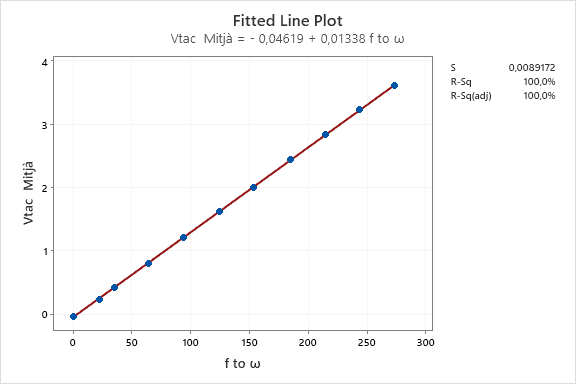 Fitted Line Plot
Vtac Mitjà = - 0,04619 + 0,01338 f to ω
S 0,0089172
R-Sq 100,0%
R-Sq(adj) 100,0%
4
3
2
1
0
Vtac Mitjà
0 50 100 150 200 250 300
f to ω